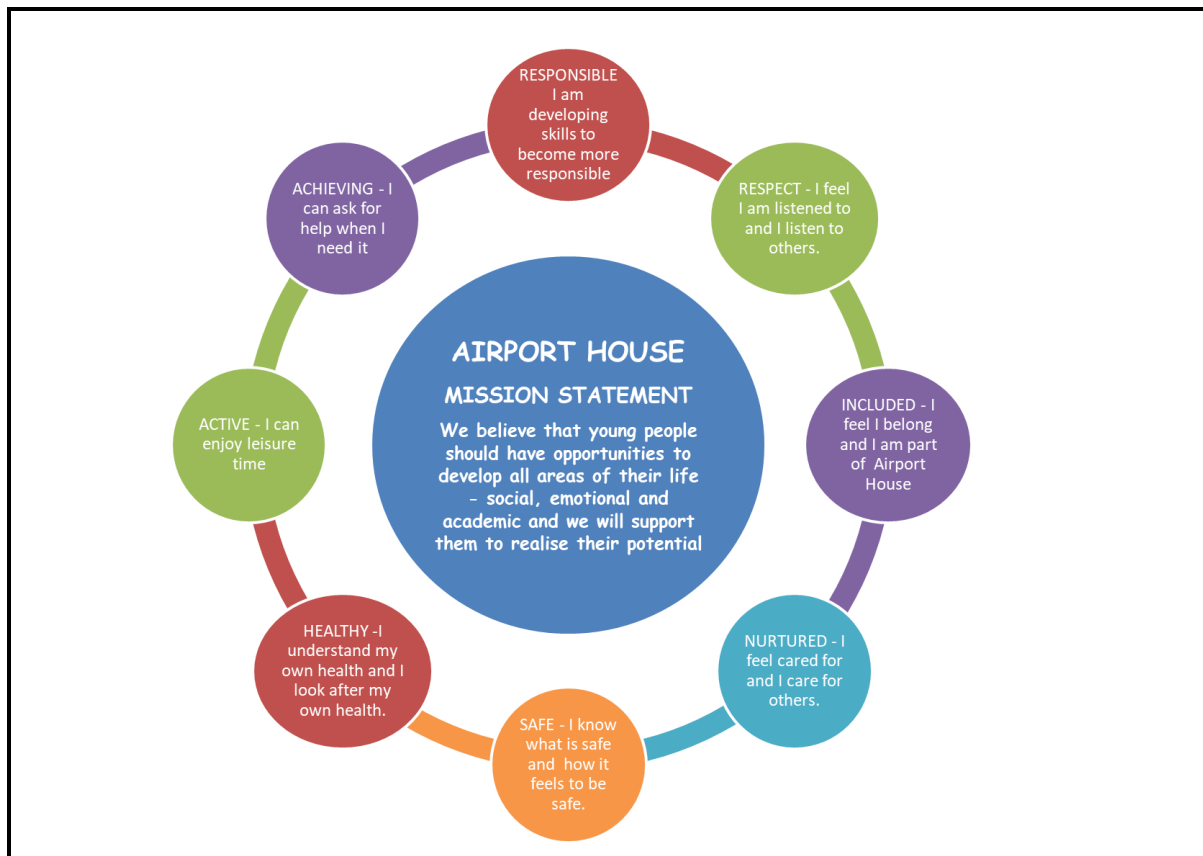 RESPONSIBLE
I am
developing
skills to
become more
responsible
RESPECT - I feel
I am listened to
and I listen to
others.
INCLUDED - I
feel I belong
and I am part
of Airport
House
NURTURED - I
feel cared for
and I care for
others.
SAFE - I know
what is safe
and how it
feels to be
safe.
HEALTHY -I
understand my
own health and I
look after my
own health.
ACTIVE - I can
enjoy leisure
time
ACHIEVING - I
can ask for
help when I
need it
AIRPORT HOUSE
MISSION STATEMENT
We believe that young people
should have opportunities to
develop all areas of their life
- social, emotional and
academic and we will support
them to realise their potential